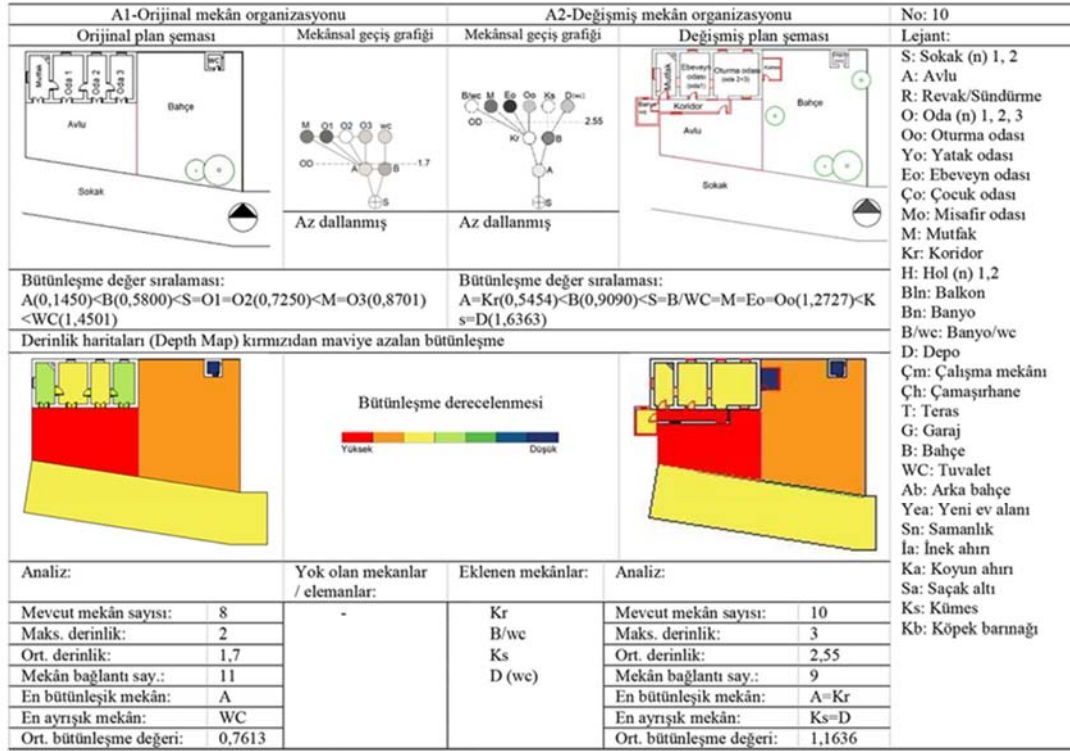 A1-Orijinal mekân organizasyonu
A2-Değişmiş mekân organizasyonu
No: 10
Orijinal plan şeması
Mekânsal geçiş grafiği
Mekânsal geçiş grafiği
Değişmiş plan şeması
Lejant:
Mutfak
Oda 1
Oda 2
Oda 3
WC
Avlu
Bahçe
Sokak
M O1 O2 O3 wc
OD
1.7
A
B
S
Az dallanmış
B/wc M Eo Oo Ks D(wc)
OD
2.55
Kr
B
A
S
Az dallanmış
Mutfak
Ebeveyn
odası
(oda1)
Oturma odası
(oda 2+3)
Koridor
Avlu
Bahçe
Sokak
S: Sokak (n) 1, 2
A: Avlu
R: Revak/Sündürme
O: Oda (n) 1, 2, 3
Oo: Oturma odası
Yo: Yatak odası
Eo: Ebeveyn odası
Ço: Çocuk odası
Mo: Misafir odası
M: Mutfak
Kr: Koridor
H: Hol (n) 1,2
Bln: Balkon
Bn: Banyo
B/wc: Banyo/wc
D: Depo
Çm: Çalışma mekânı
Çh: Çamaşırhane
T: Teras
G: Garaj
B: Bahçe
WC: Tuvalet
Ab: Arka bahçe
Yea: Yeni ev alanı
Sn: Samanlık
İa: İnek ahırı
Ka: Koyun ahırı
Sa: Saçak altı
Ks: Kümes
Kb: Köpek barınağı
Bütünleşme değer sıralaması:
A(0,1450)<B(0,5800)<S=O1=O2(0,7250)<M=O3(0,8701)
<WC(1,4501)
Bütünleşme değer sıralaması:
A=Kr(0,5454)<B(0,9090)<S=B/WC=M=Eo=Oo(1,2727)<K
s=D(1,6363)
Derinlik haritaları (Depth Map) kırmızıdan maviye azalan bütünleşme
Bütünleşme derecelenmesi
Yüksek
Düşük
Analiz:
Yok olan mekanlar
/ elemanlar:
Eklenen mekânlar:
Analiz:
Mevcut mekân sayısı: 8
-
Kr
Mevcut mekân sayısı: 10
Maks. derinlik: 2
B/wc
Maks. derinlik: 3
Ort. derinlik: 1,7
Ks
Ort. derinlik: 2,55
Mekân bağlantı say.: 11
D (wc)
Mekân bağlantı say.: 9
En bütünleşik mekân: A
En bütünleşik mekân: A=Kr
En ayrışık mekân: WC
En ayrışık mekân: Ks=D
Ort. bütünleşme değeri: 0,7613
Ort. bütünleşme değeri: 1,1636